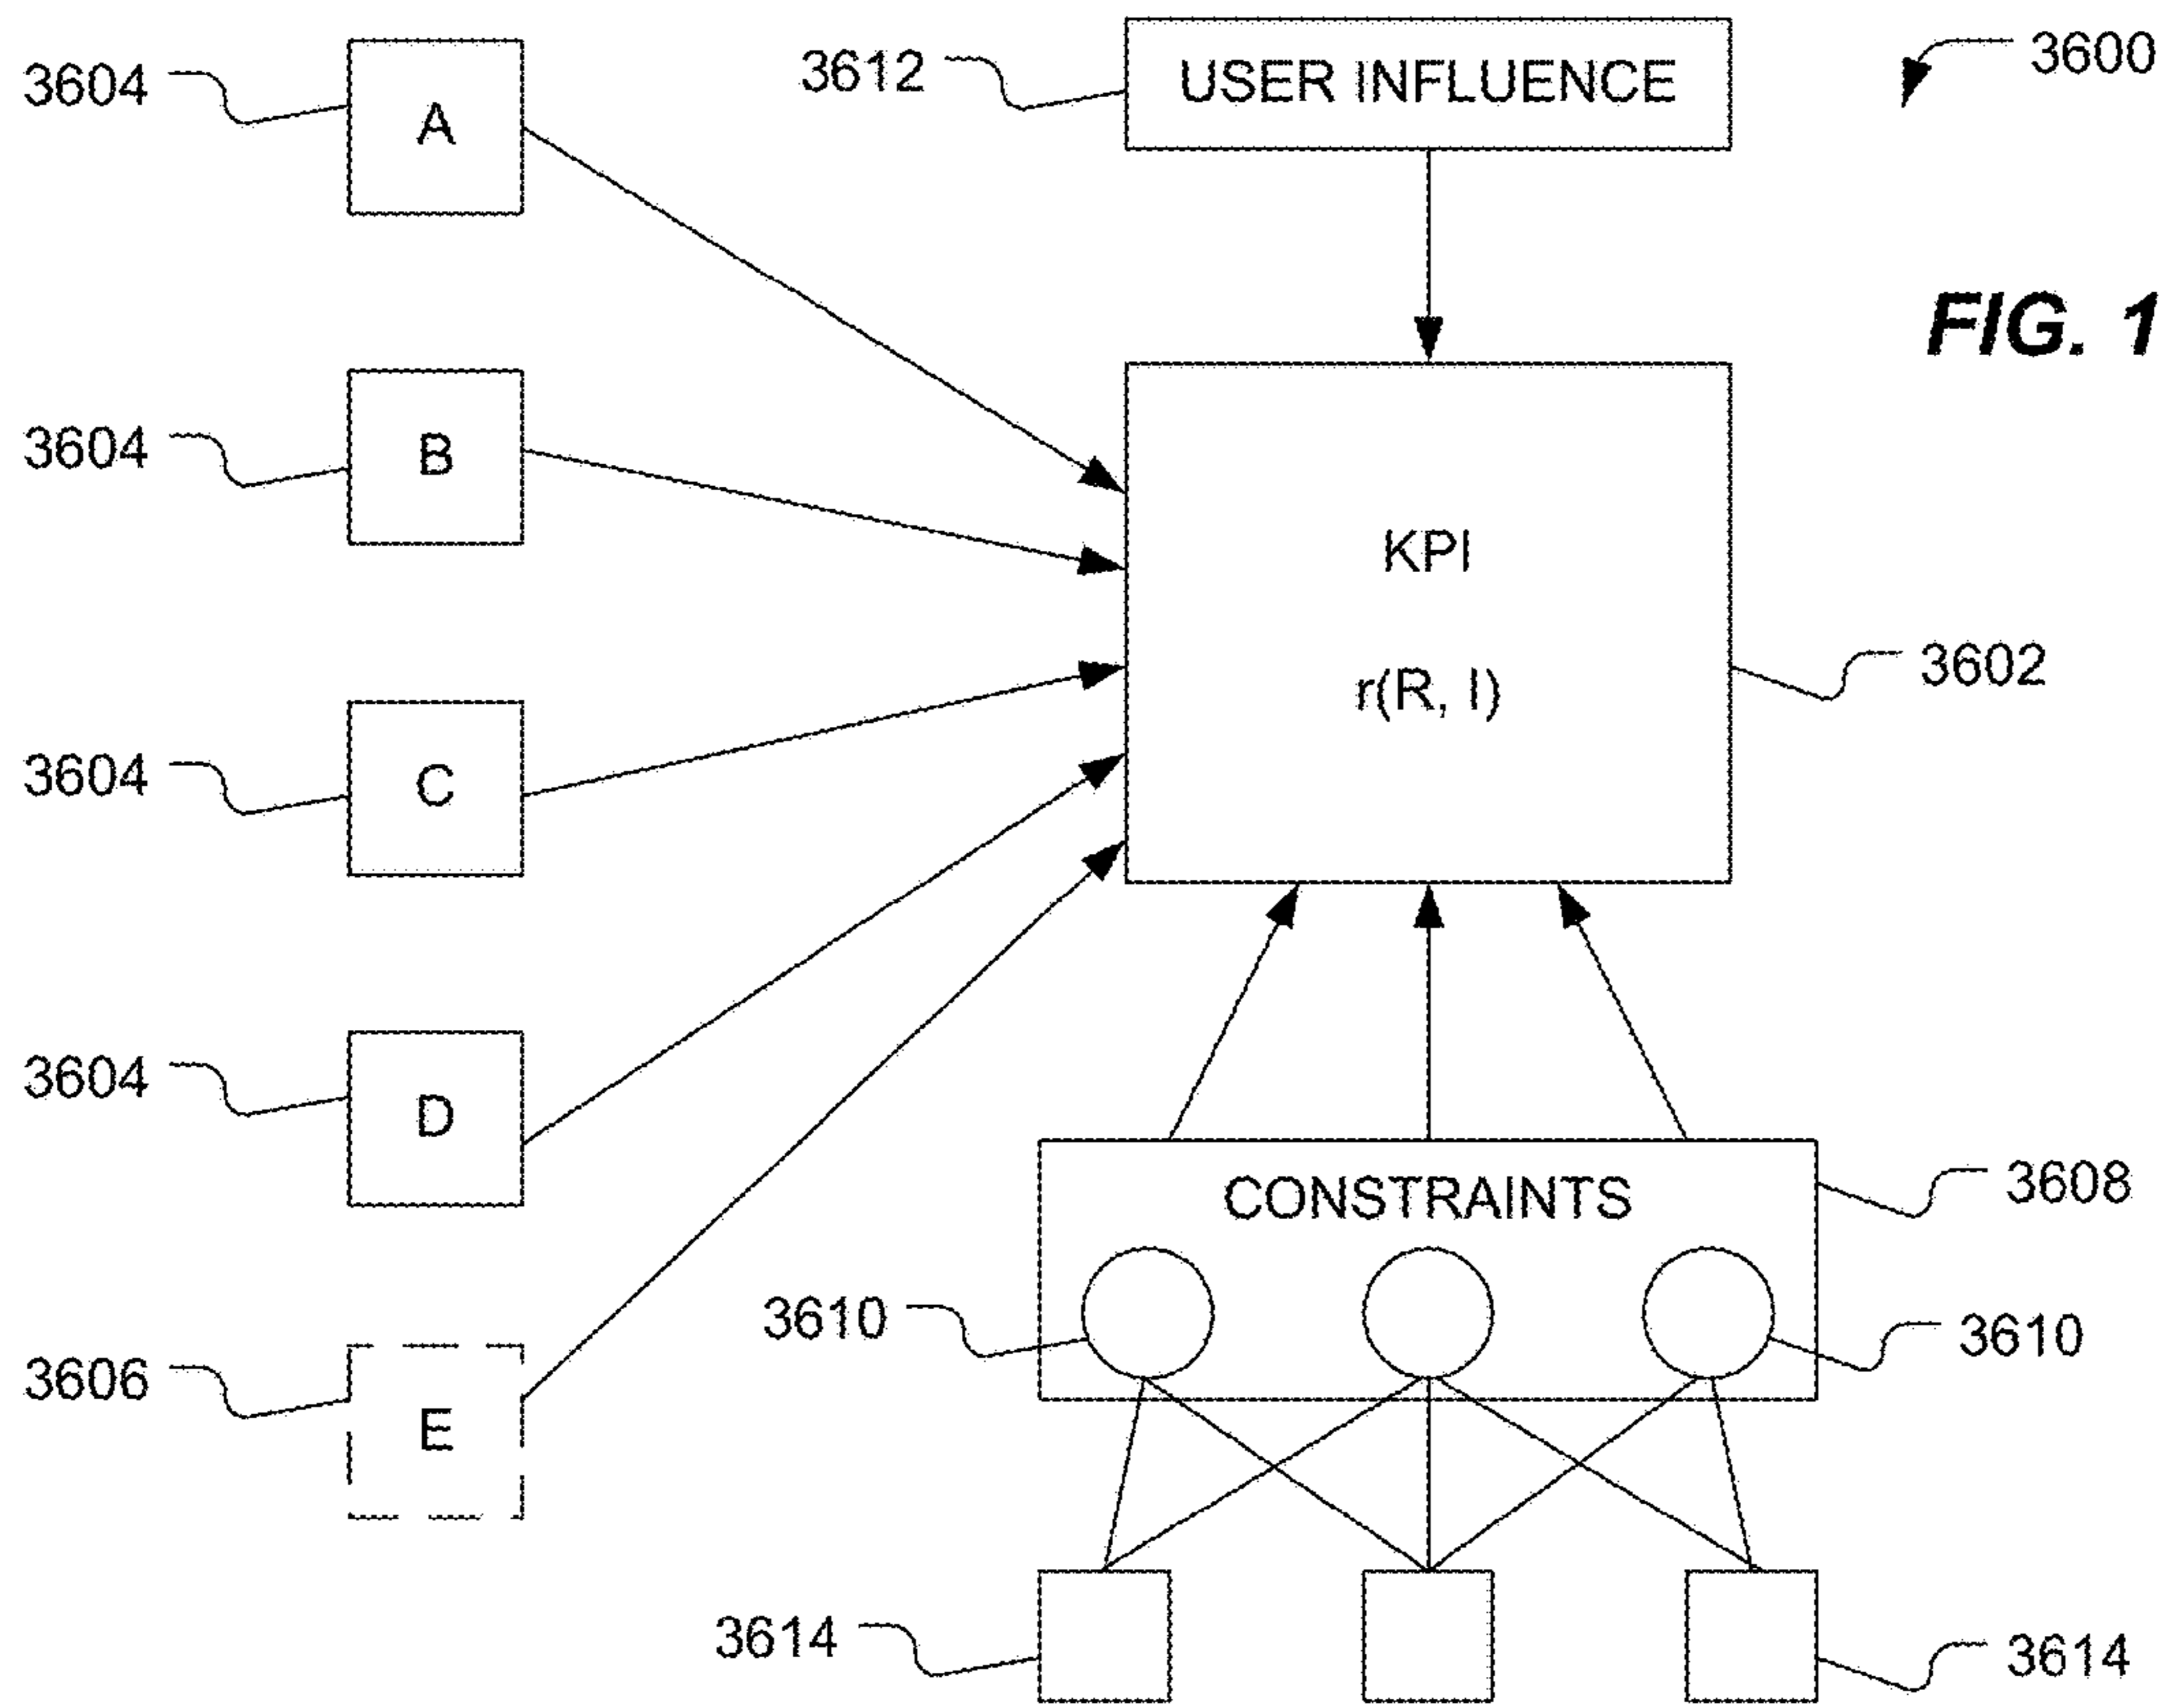 3604
A
3612
USER INFLUENCE
3600
FIG. 1
3604
B
KPI
r(R, I)
3602
3604
C
3604
D
CONSTRAINTS
3608
3606
E
3610
3610
3614
3614